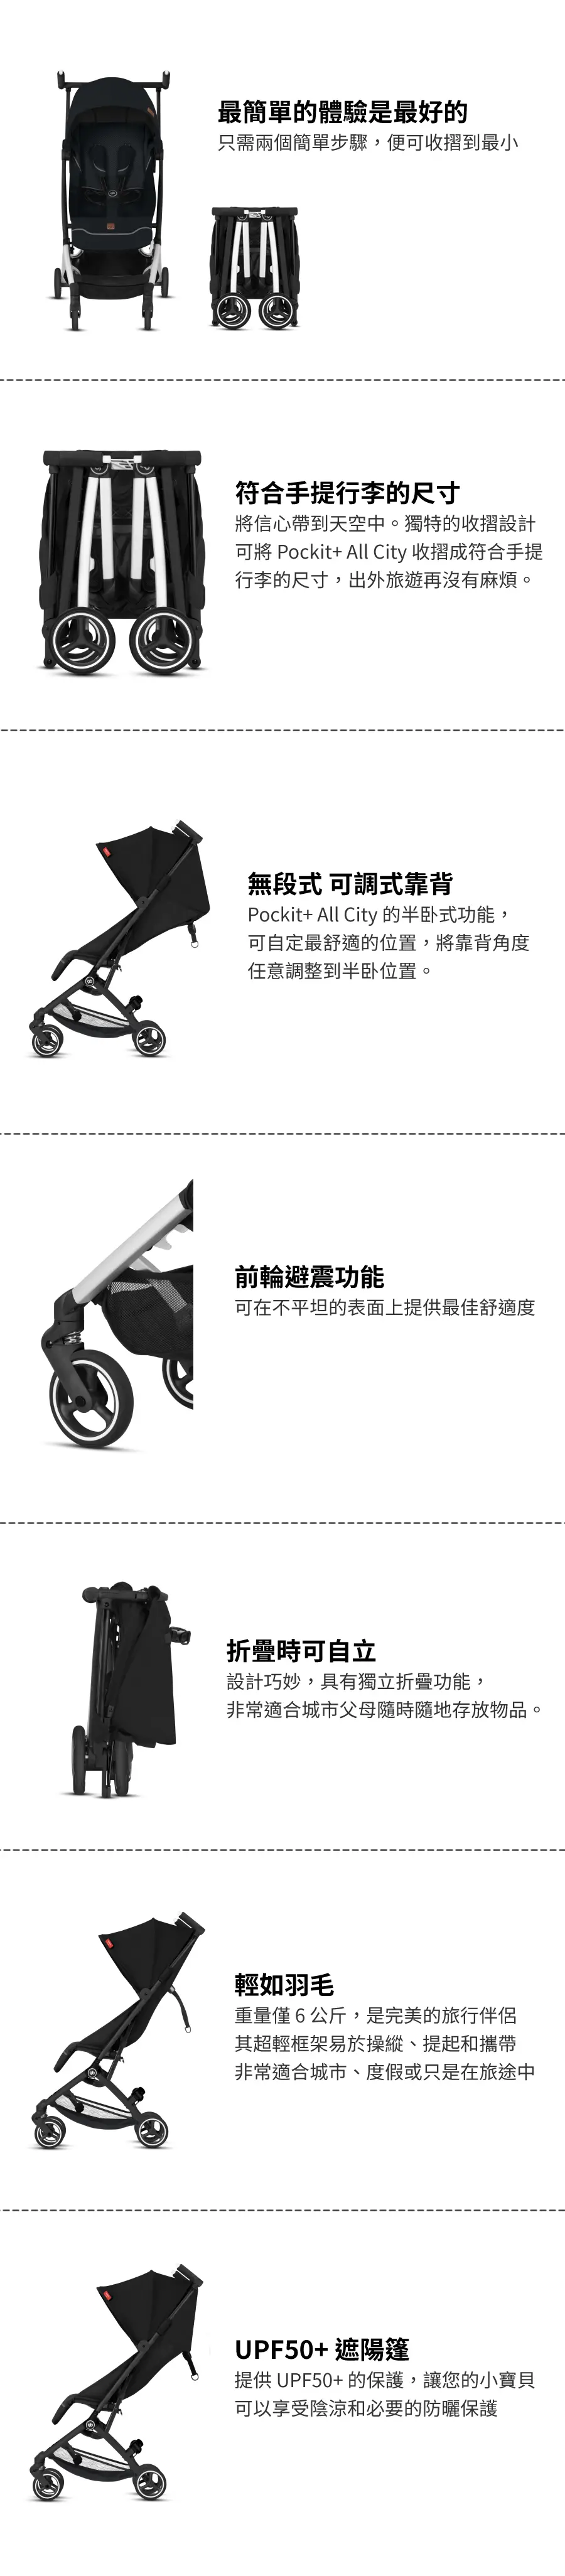 最簡單的體驗是最好的
只需兩個簡單步驟，便可收摺到最小
符合手提行李的尺寸
將信心帶到天空中。獨特的收摺設計
可將 Pockit+ All City 收摺成符合手提
行李的尺寸，出外旅遊再沒有麻煩。
無段式 可調式靠背
Pockit+ All City 的半卧式功能，
可自定最舒適的位置，將靠背角度
任意調整到半卧位置。
前輪避震功能
可在不平坦的表面上提供最佳舒適度
折疊時可自立
設計巧妙，具有獨立折疊功能，
非常適合城市父母隨時隨地存放物品。
輕如羽毛
重量僅 6 公斤，是完美的旅行伴侶
其超輕框架易於操縱、提起和攜帶
非常適合城市、度假或只是在旅途中
UPF50+ 遮陽篷
提供 UPF50+ 的保護，讓您的小寶貝
可以享受陰涼和必要的防曬保護